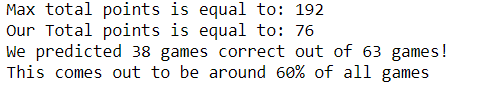 Max total points is equal to: 192
Our Total points is equal to: 76
We predicted 38 games correct out of 63 games!
This comes out to be around 60% of all games